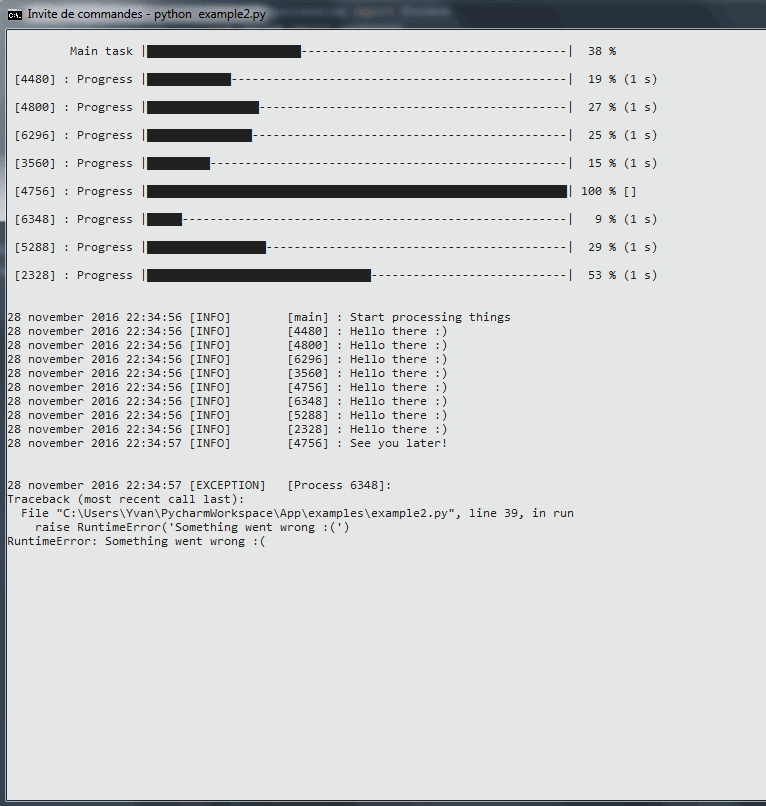 Invite de commandes - python example2.py
Main task | | 38 %
[4480] : Progress | | 19 % (1 s)
[4800] : Progress | | 27 % (1 s)
[6296] : Progress | | 25 % (1 s)
[3560] : Progress | | 15 % (1 s)
[4756] : Progress | | 100 % []
[6348] : Progress | | 9 % (1 s)
[5288] : Progress | | 29 % (1 s)
[2328] : Progress | | 53 % (1 s)
28 november 2016 22:34:56 [INFO] [main] : Start processing things
28 november 2016 22:34:56 [INFO] [4480] : Hello there :)
28 november 2016 22:34:56 [INFO] [4800] : Hello there :)
28 november 2016 22:34:56 [INFO] [6296] : Hello there :)
28 november 2016 22:34:56 [INFO] [3560] : Hello there :)
28 november 2016 22:34:56 [INFO] [4756] : Hello there :)
28 november 2016 22:34:56 [INFO] [6348] : Hello there :)
28 november 2016 22:34:56 [INFO] [5288] : Hello there :)
28 november 2016 22:34:56 [INFO] [2328] : Hello there :)
28 november 2016 22:34:57 [INFO] [4756] : See you later!
28 november 2016 22:34:57 [EXCEPTION] [Process 6348]:
Traceback (most recent call last):
File "C:\Users\Yvan\PycharmWorkspace\App\examples\example2.py", line 39, in run
raise RuntimeError('Something went wrong :(')
RuntimeError: Something went wrong :(